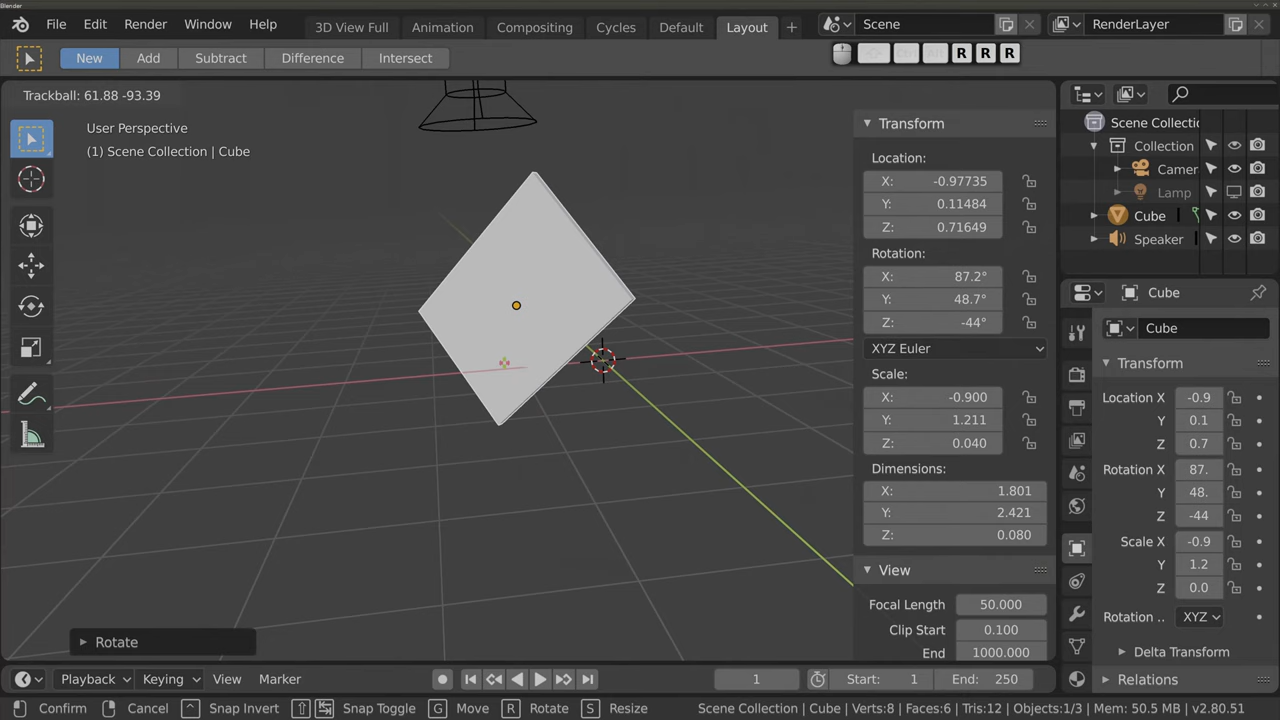 Blender
File Edit Render Window Help 3D View Full Animation Compositing Cycles Default Layout + Scene RenderLayer
New Add Subtract Difference Intersect R R R
Trackball: 61.88 -93.39
User Perspective
(1) Scene Collection | Cube
Transform
Location:
X: -0.97735
Y: 0.11484
Z: 0.71649
Rotation:
X: 87.2°
Y: 48.7°
Z: -44°
XYZ Euler
Scale:
X: -0.900
Y: 1.211
Z: 0.040
Dimensions:
X: 1.801
Y: 2.421
Z: 0.080
View
Focal Length 50.000
Clip Start 0.100
End 1000.000
Scene Collectic
Collection
Camer
Lamp
Cube
Speaker
Cube
Cube
Transform
Location X -0.9
Y 0.1
Z 0.7
Rotation X 87.
Y 48.
Z -44
Scale X -0.9
Y 1.2
Z 0.0
Rotation .. XYZ
Delta Transform
Relations
Rotate
Playback Keying View Marker 1 Start: 1 End: 250
Confirm Cancel ^ Snap Invert Snap Toggle G Move R Rotate S Resize Scene Collection | Cube | Verts:8 | Faces:6 | Tris:12 | Objects:1/3 | Mem: 50.5 MB | v2.80.51